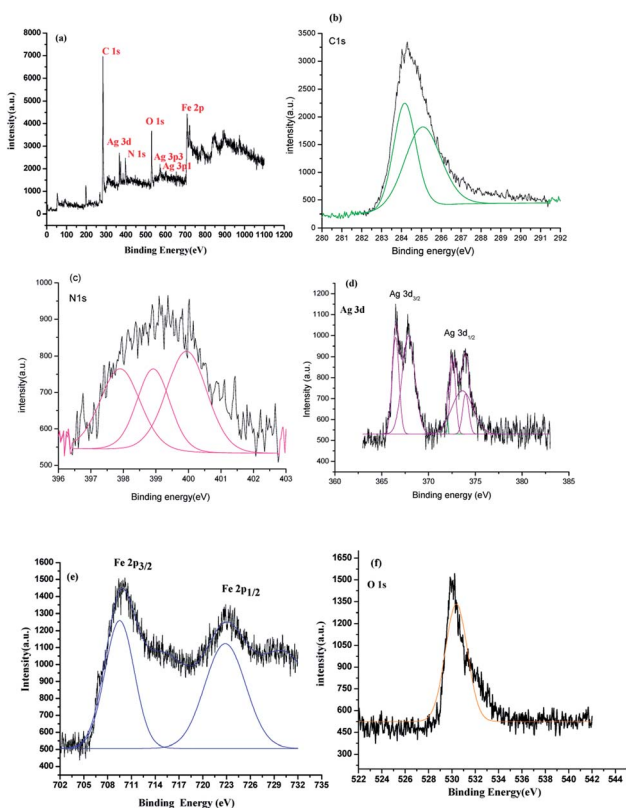 (a)
C 1s
Ag 3d
N 1s
O 1s
Ag 3p3
Ag 3p1
Fe 2p
8000
7000
6000
5000
4000
3000
2000
1000
0
0 100 200 300 400 500 600 700 800 900 1000 1100 1200
intensity(a.u.)
Binding Energy(eV)
(b)
C1s
3500
3000
2500
2000
1500
1000
500
0
280 281 282 283 284 285 286 287 288 289 290 291 292
intensity(a.u.)
Binding energy(eV)
(c)
N1s
1000
900
800
700
600
500
396 397 398 399 400 401 402 403
intensity(a.u.)
Binding energy(eV)
(d)
Ag 3d
Ag 3d3/2
Ag 3d1/2
1100
1000
900
800
700
600
500
400
300
360 365 370 375 380 385
Intensity (a.u.)
Binding energy(eV)
(e)
Fe 2p3/2
Fe 2p1/2
1600
1500
1400
1300
1200
1100
1000
900
800
700
600
500
400
702 705 708 711 714 717 720 723 726 729 732 735
Intensity(a.u.)
Binding Energy (eV)
(f)
O 1s
1650
1500
1350
1200
1050
900
750
600
450
300
522 524 526 528 530 532 534 536 538 540 542 544
intensity(a.u.)
Binding Energy(eV)